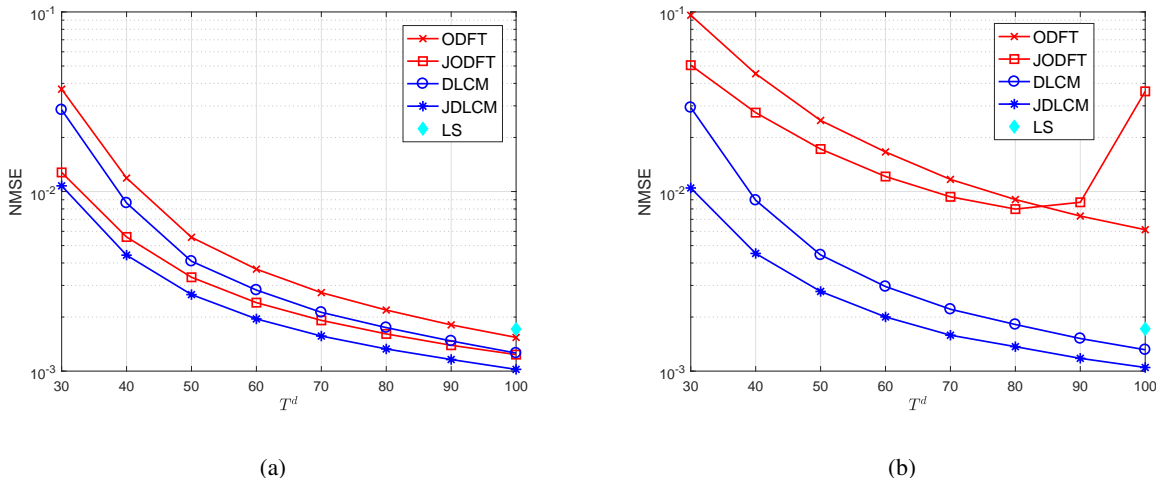 10^-1
10^-2
10^-3
NMSE
30 40 50 60 70 80 90 100
T^d
ODFT
JODFT
DLCM
JDLCM
LS
(a)
10^-1
10^-2
10^-3
NMSE
30 40 50 60 70 80 90 100
T^d
ODFT
JODFT
DLCM
JDLCM
LS
(b)